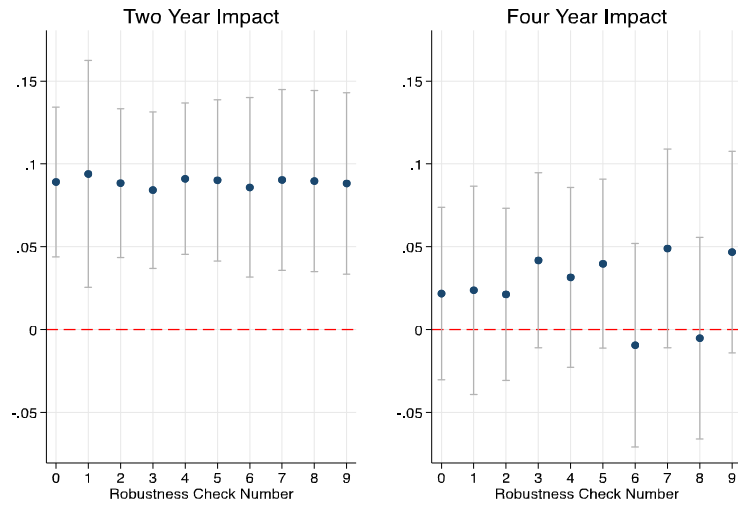 Two Year Impact
.15
.1
.05
0
-.05
0 1 2 3 4 5 6 7 8 9
Robustness Check Number
Four Year Impact
.15
.1
.05
0
-.05
0 1 2 3 4 5 6 7 8 9
Robustness Check Number